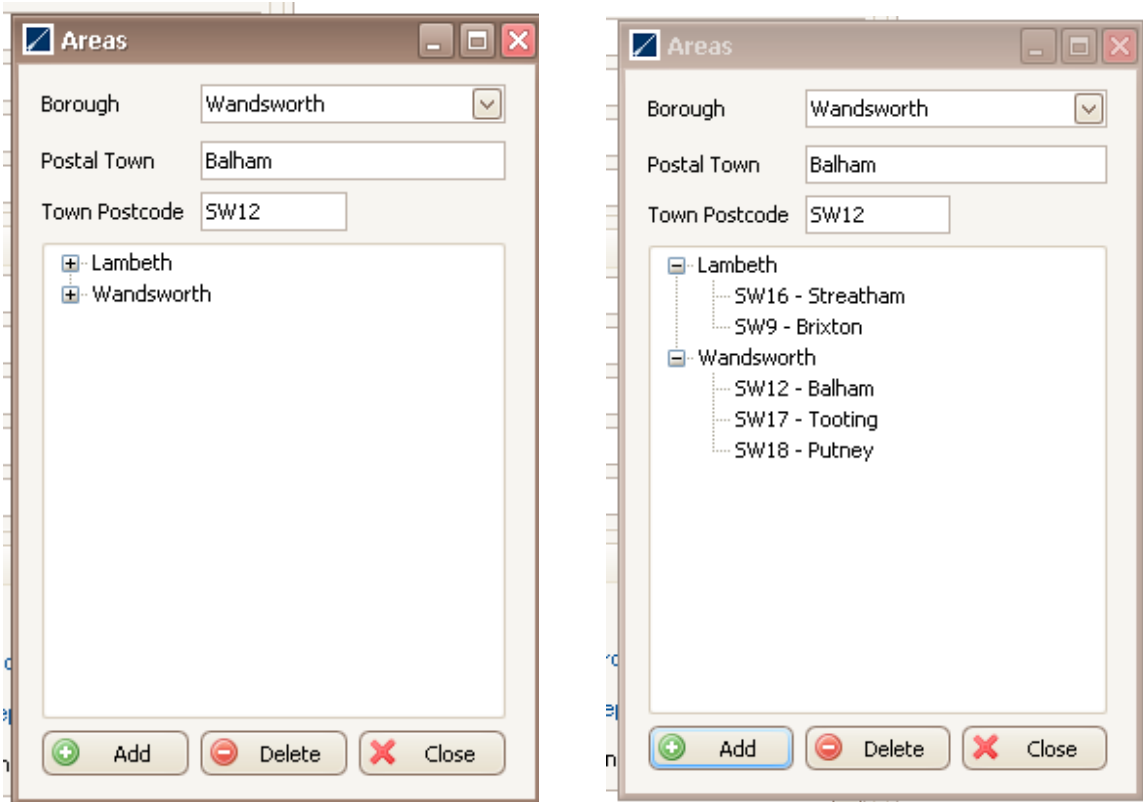 Areas
Borough Wandsworth
Postal Town Balham
Town Postcode SW12
Lambeth
Wandsworth
Add Delete Close
Areas
Borough Wandsworth
Postal Town Balham
Town Postcode SW12
Lambeth
SW16 - Streatham
SW9 - Brixton
Wandsworth
SW12 - Balham
SW17 - Tooting
SW18 - Putney
Add Delete Close